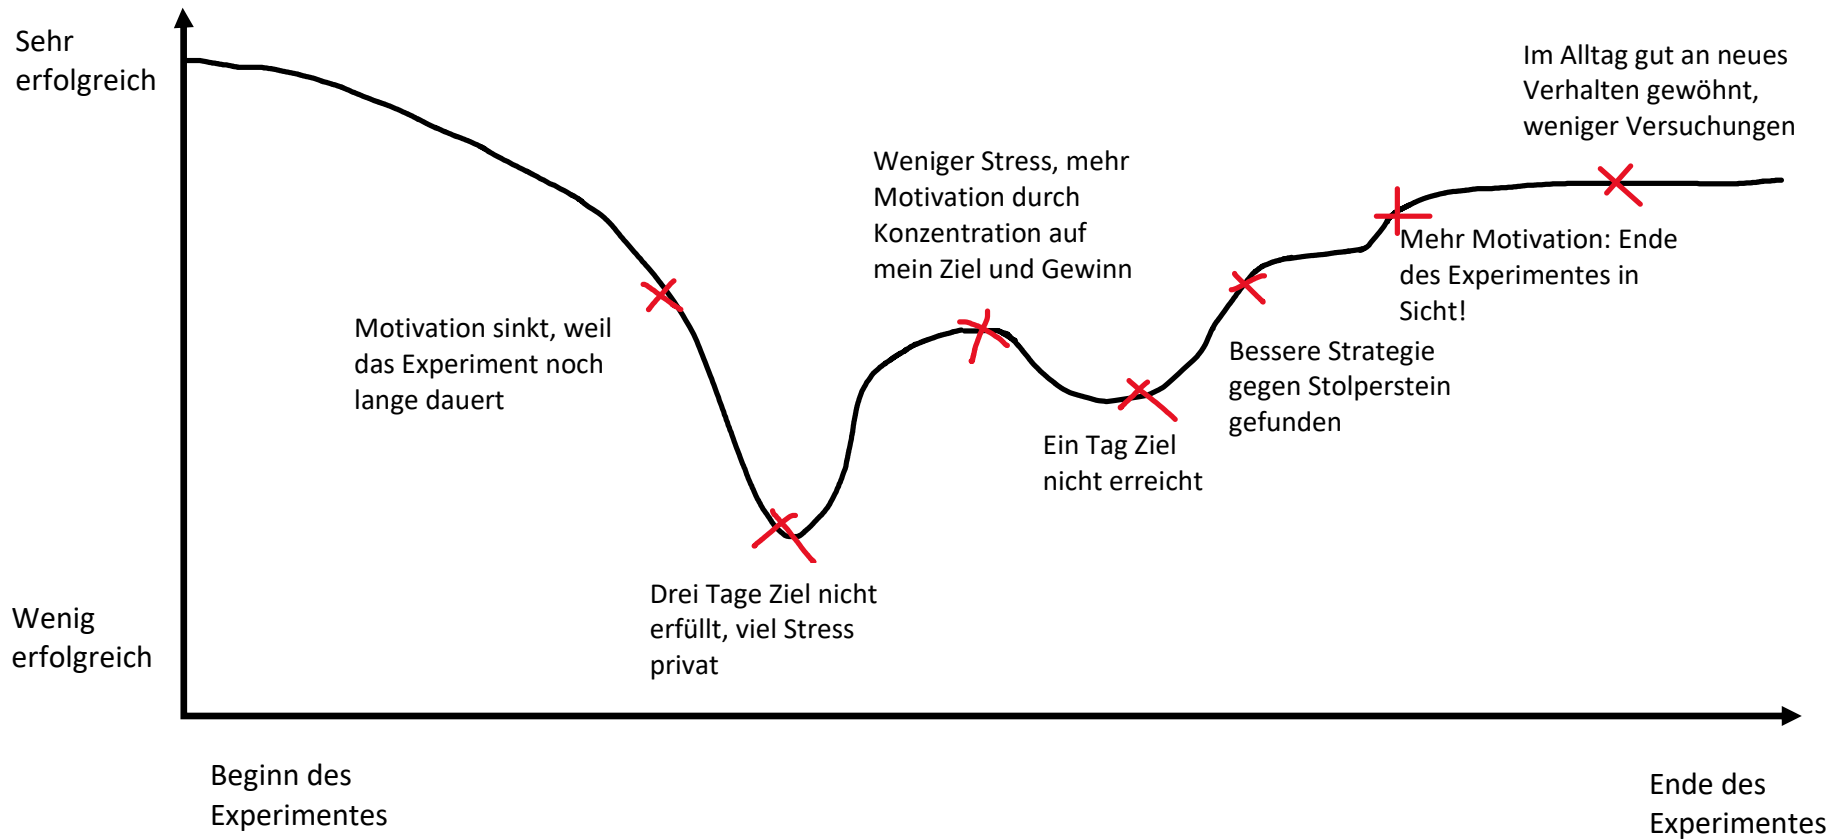 Sehr
erfolgreich
Im Alltag gut an neues
Verhalten gewöhnt,
weniger Versuchungen
Weniger Stress, mehr
Motivation durch
Konzentration auf
mein Ziel und Gewinn
Mehr Motivation: Ende
des Experimentes in
Sicht!
Motivation sinkt, weil
das Experiment noch
lange dauert
Bessere Strategie
gegen Stolperstein
gefunden
Ein Tag Ziel
nicht erreicht
Drei Tage Ziel nicht
erfüllt, viel Stress
privat
Wenig
erfolgreich
Beginn des
Experimentes
Ende des
Experimentes